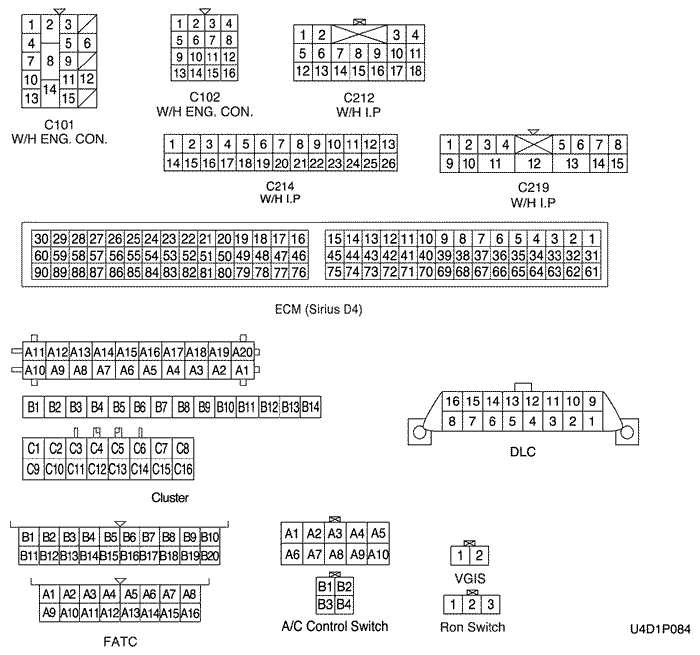 1 2 3
4 5 6
7 8 9
10 11 12
13 14 15
C101
W/H ENG. CON.
1 2 3 4
5 6 7 8
9 10 11 12
13 14 15 16
C102
W/H ENG. CON.
1 2 3 4
5 6 7 8 9 10 11
12 13 14 15 16 17 18
C212
W/H I.P
1 2 3 4 5 6 7 8 9 10 11 12 13
14 15 16 17 18 19 20 21 22 23 24 25 26
C214
W/H I.P
1 2 3 4 5 6 7 8
9 10 11 12 13 14 15
C219
W/H I.P
30 29 28 27 26 25 24 23 22 21 20 19 18 17 16 15 14 13 12 11 10 9 8 7 6 5 4 3 2 1
60 59 58 57 56 55 54 53 52 51 50 49 48 47 46 45 44 43 42 41 40 39 38 37 36 35 34 33 32 31
90 89 88 87 86 85 84 83 82 81 80 79 78 77 76 75 74 73 72 71 70 69 68 67 66 65 64 63 62 61
ECM (Sirius D4)
A11 A12 A13 A14 A15 A16 A17 A18 A19 A20
A10 A9 A8 A7 A6 A5 A4 A3 A2 A1
B1 B2 B3 B4 B5 B6 B7 B8 B9 B10 B11 B12 B13 B14
C1 C2 C3 C4 C5 C6 C7 C8
C9 C10 C11 C12 C13 C14 C15 C16
Cluster
16 15 14 13 12 11 10 9
8 7 6 5 4 3 2 1
DLC
B1 B2 B3 B4 B5 B6 B7 B8 B9 B10
B11 B12 B13 B14 B15 B16 B17 B18 B19 B20
A1 A2 A3 A4 A5 A6 A7 A8
A9 A10 A11 A12 A13 A14 A15 A16
FATC
A1 A2 A3 A4 A5
A6 A7 A8 A9 A10
B1 B2
B3 B4
A/C Control Switch
1 2
VGIS
1 2 3
Ron Switch
U4D1P084